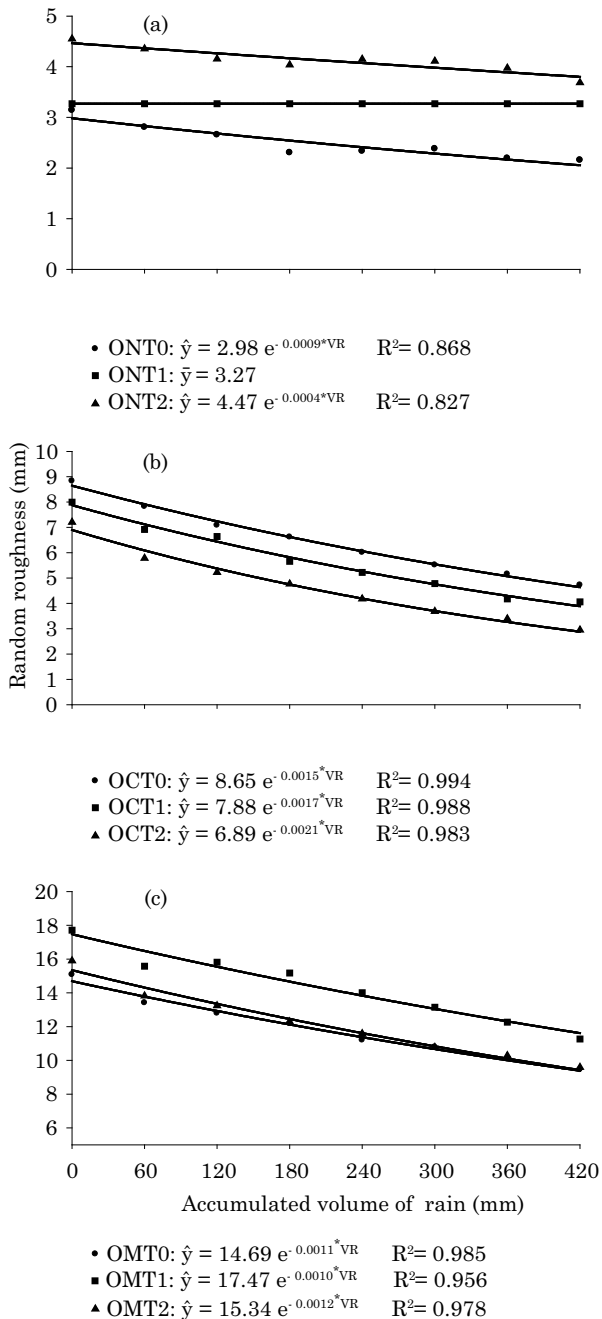 (a)
5
4
3
2
1
0
• ONT0: ŷ = 2.98 e^- 0.0009*VR R²= 0.868
■ ONT1: ȳ = 3.27
▲ ONT2: ŷ = 4.47 e^- 0.0004*VR R²= 0.827
Random roughness (mm)
(b)
10
9
8
7
6
5
4
3
2
1
0
• OCT0: ŷ = 8.65 e^- 0.0015*VR R²= 0.994
■ OCT1: ŷ = 7.88 e^- 0.0017*VR R²= 0.988
▲ OCT2: ŷ = 6.89 e^- 0.0021*VR R²= 0.983
(c)
20
18
16
14
12
10
8
6
0 60 120 180 240 300 360 420
Accumulated volume of rain (mm)
• OMT0: ŷ = 14.69 e^- 0.0011*VR R²= 0.985
■ OMT1: ŷ = 17.47 e^- 0.0010*VR R²= 0.956
▲ OMT2: ŷ = 15.34 e^- 0.0012*VR R²= 0.978